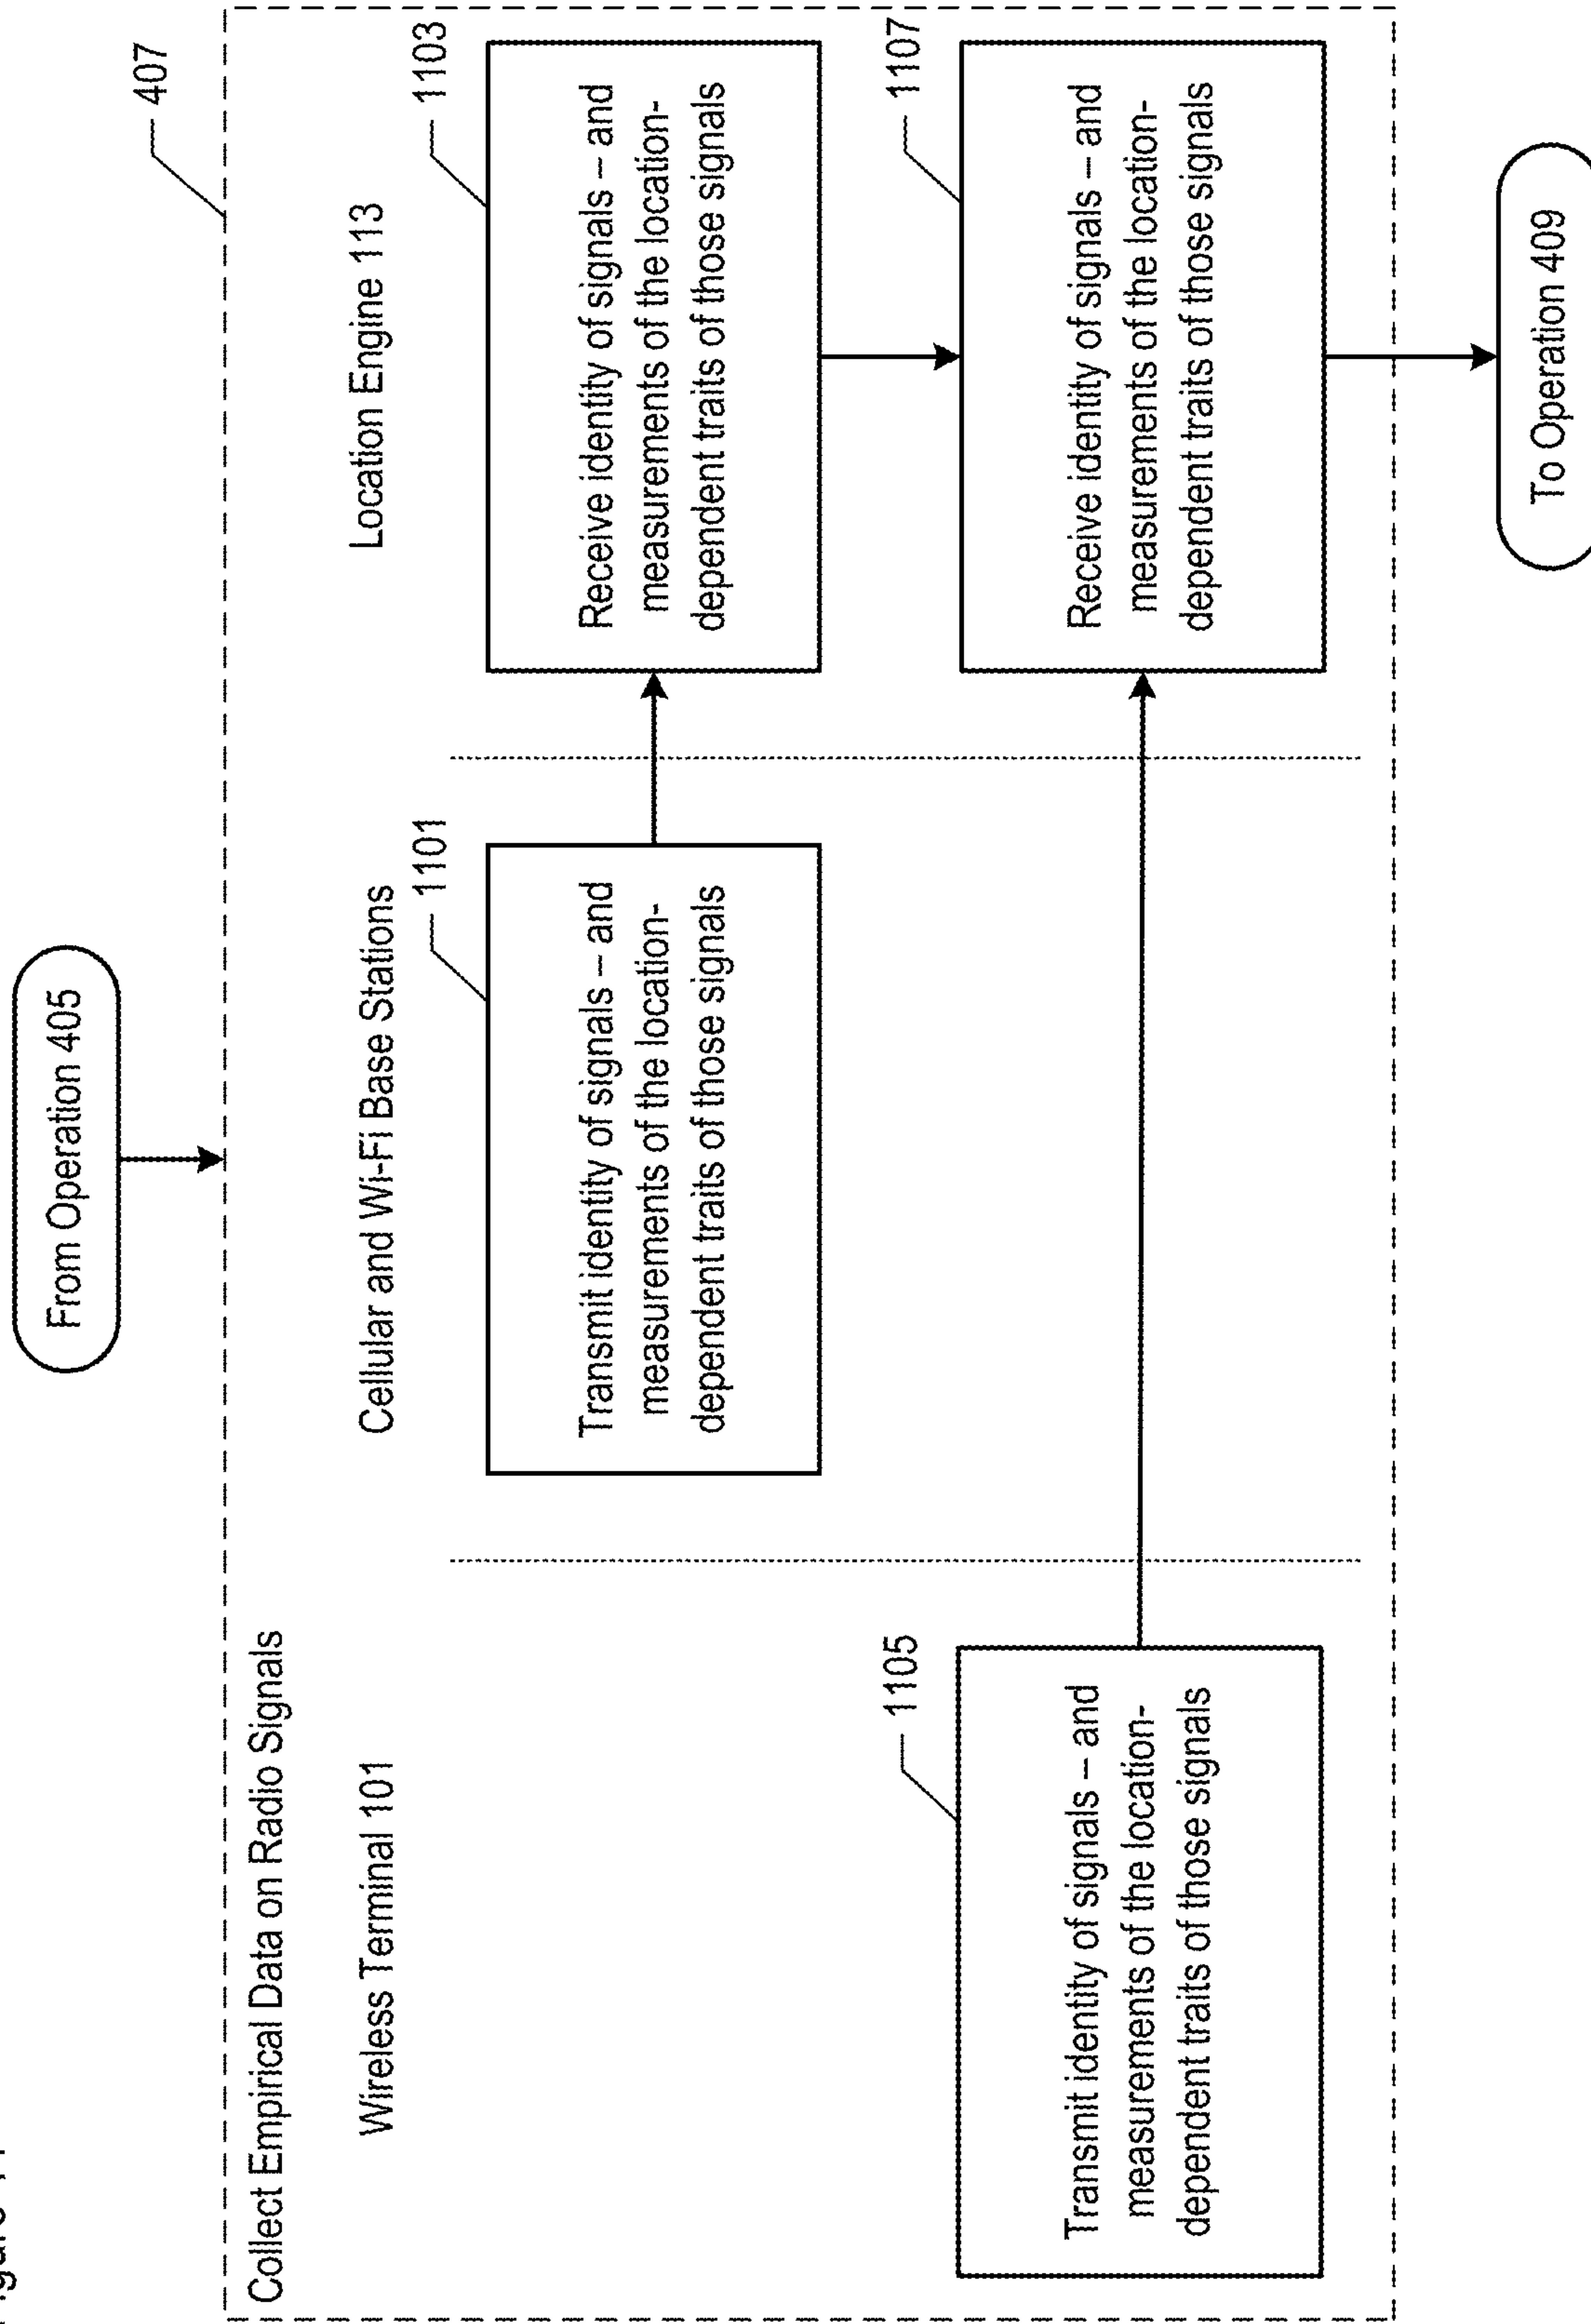 Figure
From Operation 405
407
Collect Empirical Data on Radio Signals
Wireless Terminal 101
Cellular and Wi-Fi Base Stations
Location Engine 113
1101
Transmit identity of signals – and
measurements of the location-
dependent traits of those signals
1103
Receive identity of signals – and
measurements of the location-
dependent traits of those signals
1105
Transmit identity of signals – and
measurements of the location-
dependent traits of those signals
1107
Receive identity of signals – and
measurements of the location-
dependent traits of those signals
To Operation 409